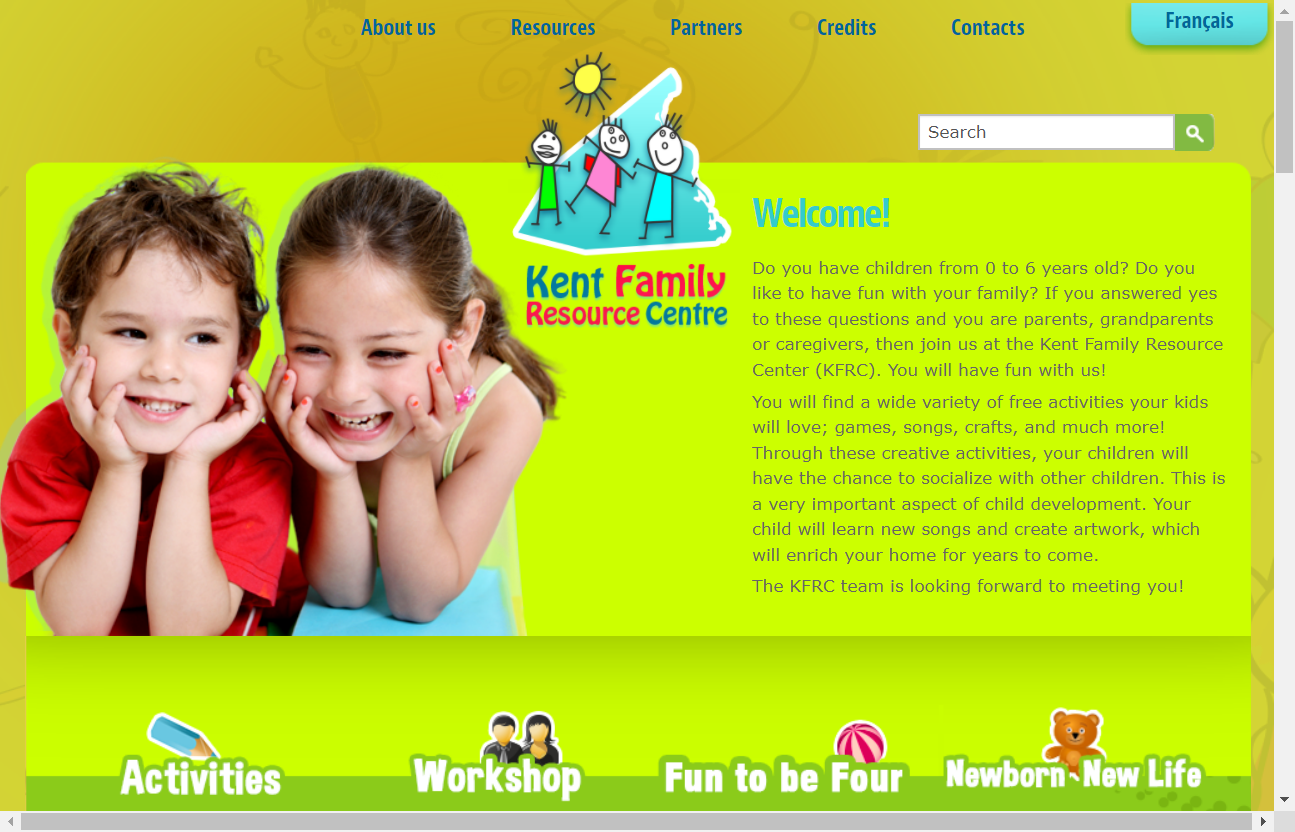 About us
Resources
Partners
Credits
Contacts
Français
Search
Kent Family
Resource Centre
Welcome!
Do you have children from 0 to 6 years old? Do you
like to have fun with your family? If you answered yes
to these questions and you are parents, grandparents
or caregivers, then join us at the Kent Family Resource
Center (KFRC). You will have fun with us!
You will find a wide variety of free activities your kids
will love; games, songs, crafts, and much more!
Through these creative activities, your children will
have the chance to socialize with other children. This is
a very important aspect of child development. Your
child will learn new songs and create artwork, which
will enrich your home for years to come.
The KFRC team is looking forward to meeting you!
Activities
Workshop
Fun to be Four
Newborn · New Life